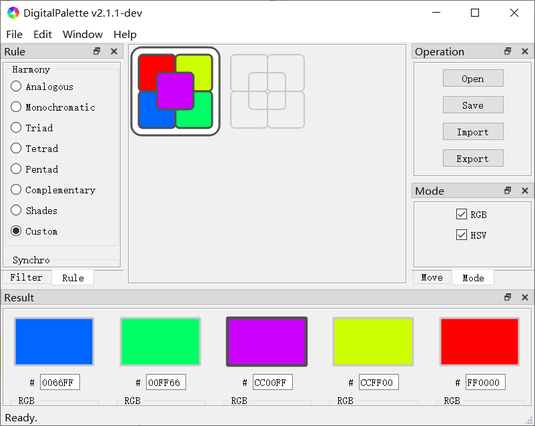 DigitalPalette v2.1.1-dev
File Edit Window Help
Rule
Harmony
Analogous
Monochromatic
Triad
Tetrad
Pentad
Complementary
Shades
Custom
Synchro
Filter Rule
Operation
Open
Save
Import
Export
Mode
RGB
HSV
Move Mode
Result
# 0066FF # 00FF66 # CC00FF # CCFF00 # FF0000
RGB RGB RGB RGB RGB
Ready.